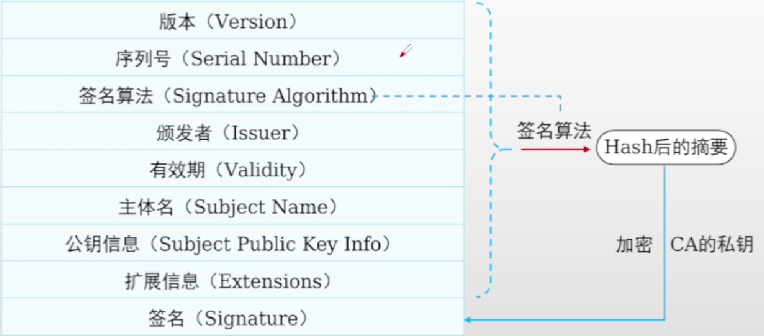 版本（Version）
序列号（Serial Number）
签名算法（Signature Algorithm）
颁发者（Issuer）
有效期（Validity）
主体名（Subject Name）
公钥信息（Subject Public Key Info）
扩展信息（Extensions）
签名（Signature）
签名算法
Hash后的摘要
加密
CA的私钥